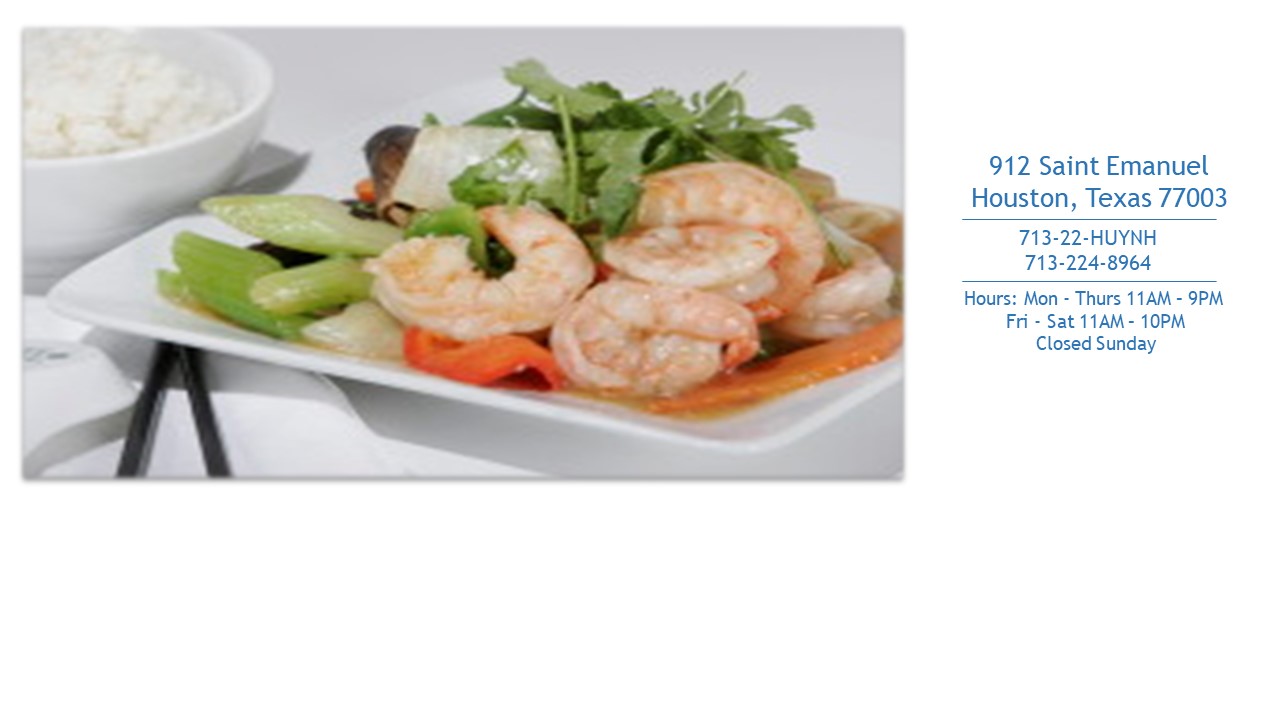 912 Saint Emanuel
Houston, Texas 77003
713-22-HUYNH
713-224-8964
Hours: Mon - Thurs 11AM – 9PM
Fri - Sat 11AM – 10PM
Closed Sunday